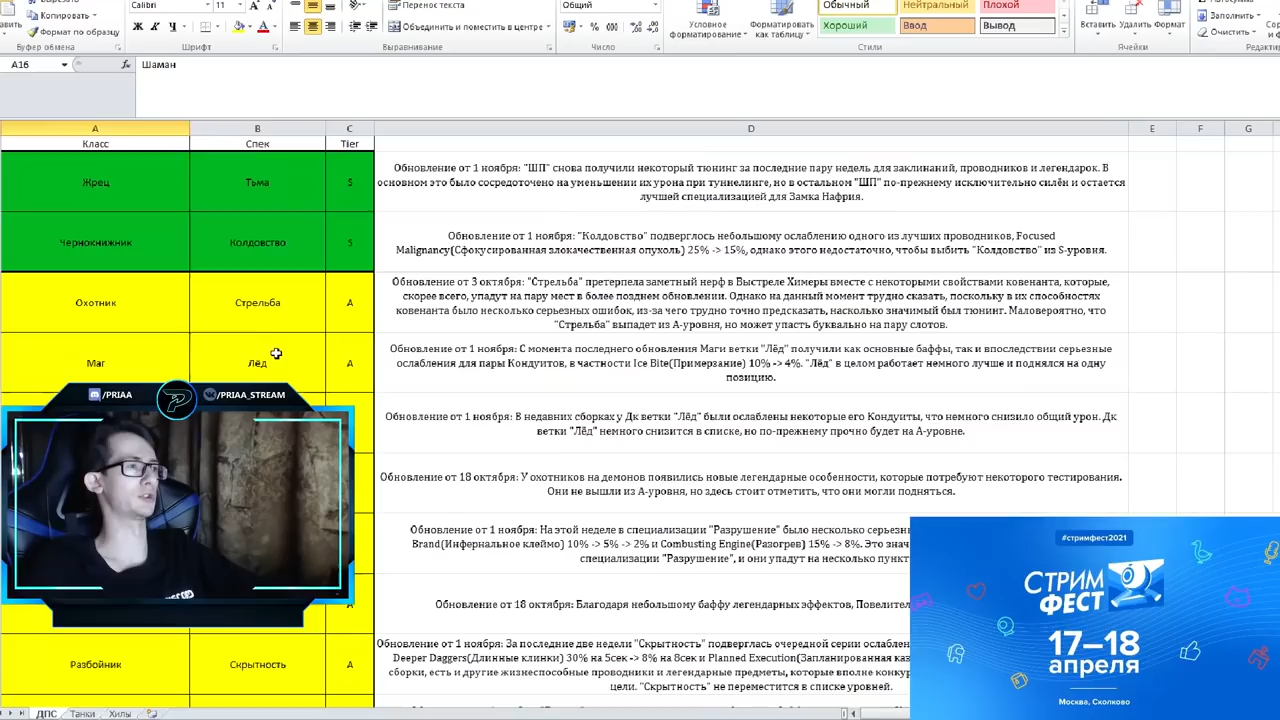 Вырезать
Копировать
Формат по образцу
Буфер обмена
Calibri
11
Ж К Ч
Шрифт
Перенос текста
Объединить и поместить в центре
Выравнивание
Общий
Число
Условное форматирование
Форматировать как таблицу
Обычный
Нейтральный
Плохой
Хороший
Ввод
Вывод
Стили
Вставить
Удалить
Формат
Ячейки
Заполнить
Очистить
A16
fx
Шаман
A B C D E F G
Класс Спек Tier
Жрец Тьма S
Обновление от 1 ноября: "ШП" снова получили некоторый тюнинг за последние пару недель для заклинаний, проводников и легендарок. В
основном это было сосредоточено на уменьшении их урона при туннелинге, но в остальном "ШП" по-прежнему исключительно силён и остается
лучшей специализацией для Замка Нафрия.
Чернокнижник Колдовство S
Обновление от 1 ноября: "Колдовство" подверглось небольшому ослаблению одного из лучших проводников, Focused
Malignancy(Сфокусированная злокачественная опухоль) 25% -> 15%, однако этого недостаточно, чтобы выбить "Колдовство" из S-уровня.
Охотник Стрельба A
Обновление от 3 октября: "Стрельба" претерпела заметный нерф в Выстреле Химеры вместе с некоторыми свойствами ковенанта, которые,
скорее всего, упадут на пару мест в более позднем обновлении. Однако на данный момент трудно сказать, поскольку в их способностях
ковенанта было несколько серьезных ошибок, из-за чего трудно точно предсказать, насколько значимый был тюнинг. Маловероятно, что
"Стрельба" выпадет из А-уровня, но может упасть буквально на пару слотов.
Маг Лёд A
Обновление от 1 ноября: С момента последнего обновления Маги ветки "Лёд" получили как основные баффы, так и впоследствии серьезные
ослабления для пары Кондуитов, в частности Ice Bite(Примерзание) 10% -> 4%. "Лёд" в целом работает немного лучше и поднялся на одну
позицию.
Обновление от 1 ноября: В недавних сборках у Дк ветки "Лёд" были ослаблены некоторые его Кондуиты, что немного снизило общий урон. Дк
ветки "Лёд" немного снизится в списке, но по-прежнему прочно будет на А-уровне.
Обновление от 18 октября: У охотников на демонов появились новые легендарные особенности, которые потребуют некоторого тестирования.
Они не вышли из А-уровня, но здесь стоит отметить, что они могли подняться.
Обновление от 1 ноября: На этой неделе в специализации "Разрушение" было несколько серьезн
Brand(Инфернальное клеймо) 10% -> 5% -> 2% и Combusting Engine(Разогрев) 15% -> 8%. Это знач
специализации "Разрушение", и они упадут на несколько пункт
A
Обновление от 18 октября: Благодаря небольшому баффу легендарных эффектов, Повелител
Разбойник Скрытность A
Обновление от 1 ноября: За последние две недели "Скрытность" подверглась очередной серии ослаблен
Deeper Daggers(Длинные клинки) 30% на 5сек -> 8% на 8сек и Planned Execution(Запланированная каз
сборки, есть и другие жизнеспособные проводники и легендарные предметы, которые вполне конкур
цели. "Скрытность" не переместится в списке уровней.
/PRIAA
/PRIAA_STREAM
#стримфест2021
СТРИМ
ФЕСТ
17–18
апреля
Москва, Сколково
ДПС Танки Хилы